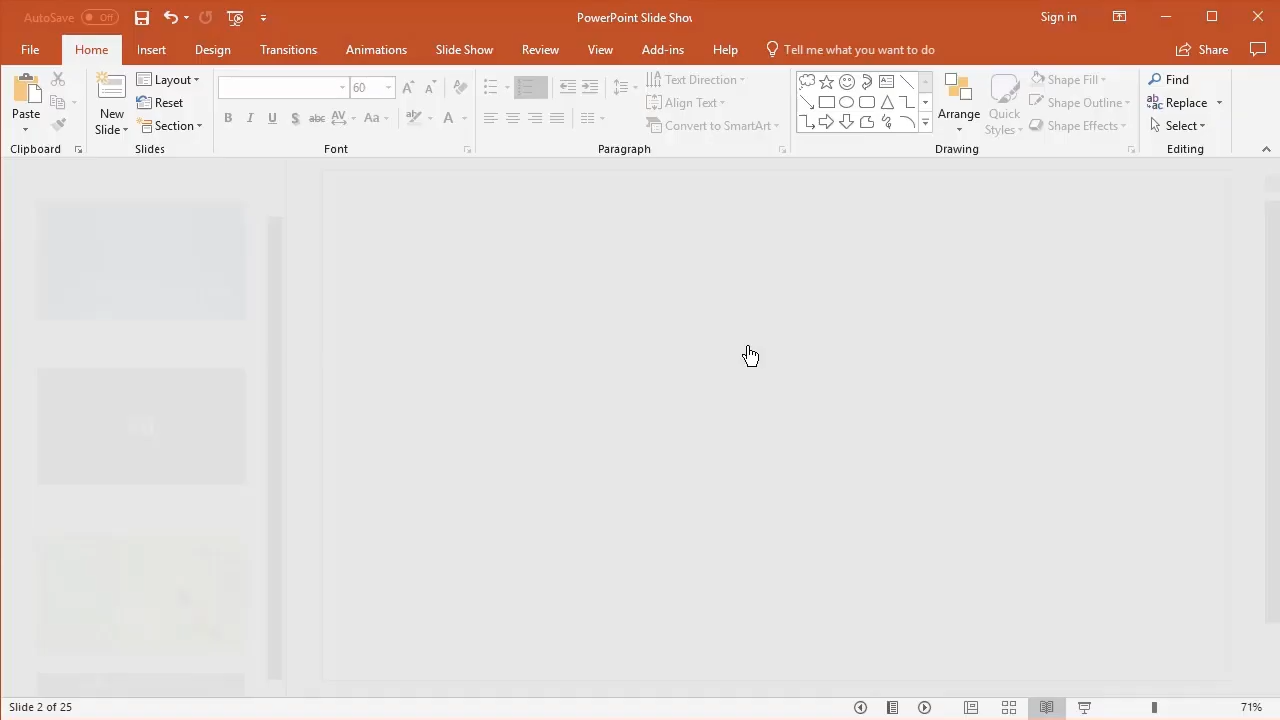 AutoSave Off PowerPoint Slide Show Sign in
File Home Insert Design Transitions Animations Slide Show Review View Add-ins Help Tell me what you want to do Share
Paste
New
Slide
Layout
Reset
Section
60
B I U S abc AV Aa A
Text Direction
Align Text
Convert to SmartArt
Arrange
Quick
Styles
Shape Fill
Shape Outline
Shape Effects
Find
Replace
Select
Clipboard Slides Font Paragraph Drawing Editing
Slide 2 of 25 71%